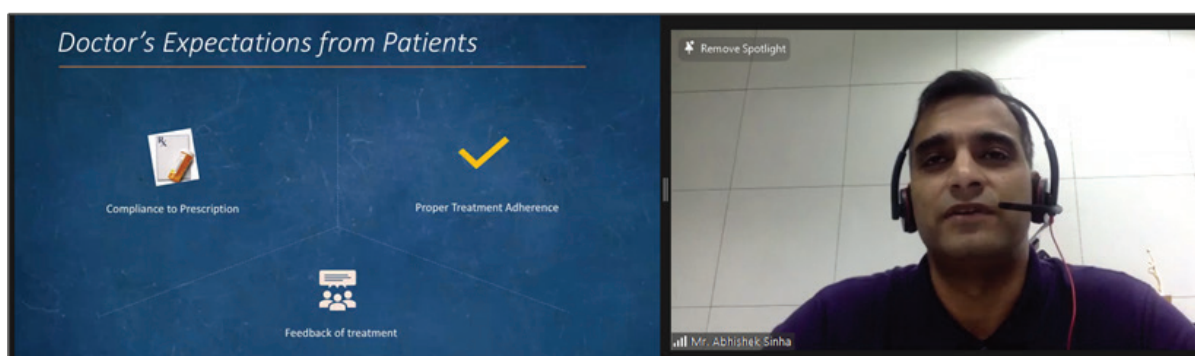 Doctor's Expectations from Patients
Compliance to Prescription
Proper Treatment Adherence
Feedback of treatment
Remove Spotlight
Mr. Abhishek Sinha